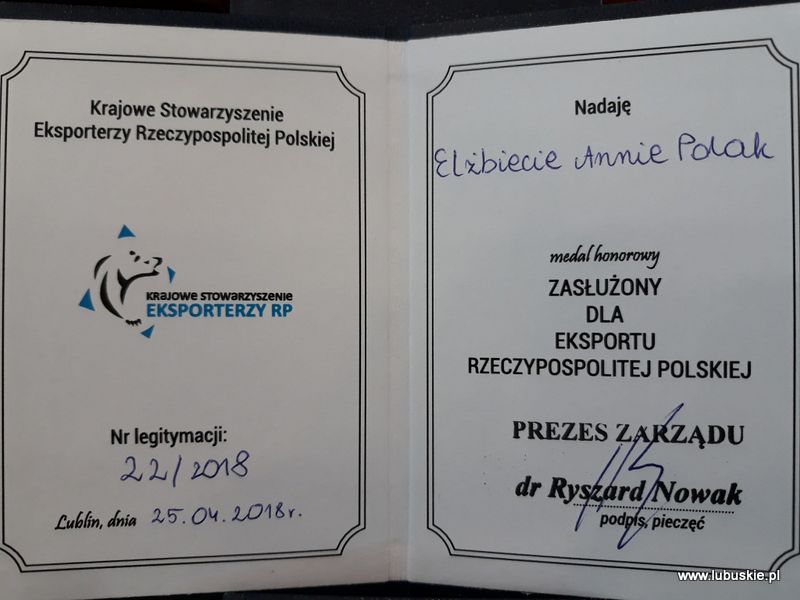 Krajowe Stowarzyszenie
Eksporterzy Rzeczypospolitej Polskiej
KRAJOWE STOWARZYSZENIE
EKSPORTERZY RP
Nr legitymacji:
22/2018
Lublin, dnia 25.04.2018r.
Nadaję
Elżbiecie Annie Polak
medal honorowy
ZASŁUŻONY
DLA
EKSPORTU
RZECZYPOSPOLITEJ POLSKIEJ
PREZES ZARZĄDU
dr Ryszard Nowak
podpis, pieczęć
www.lubuskie.pl